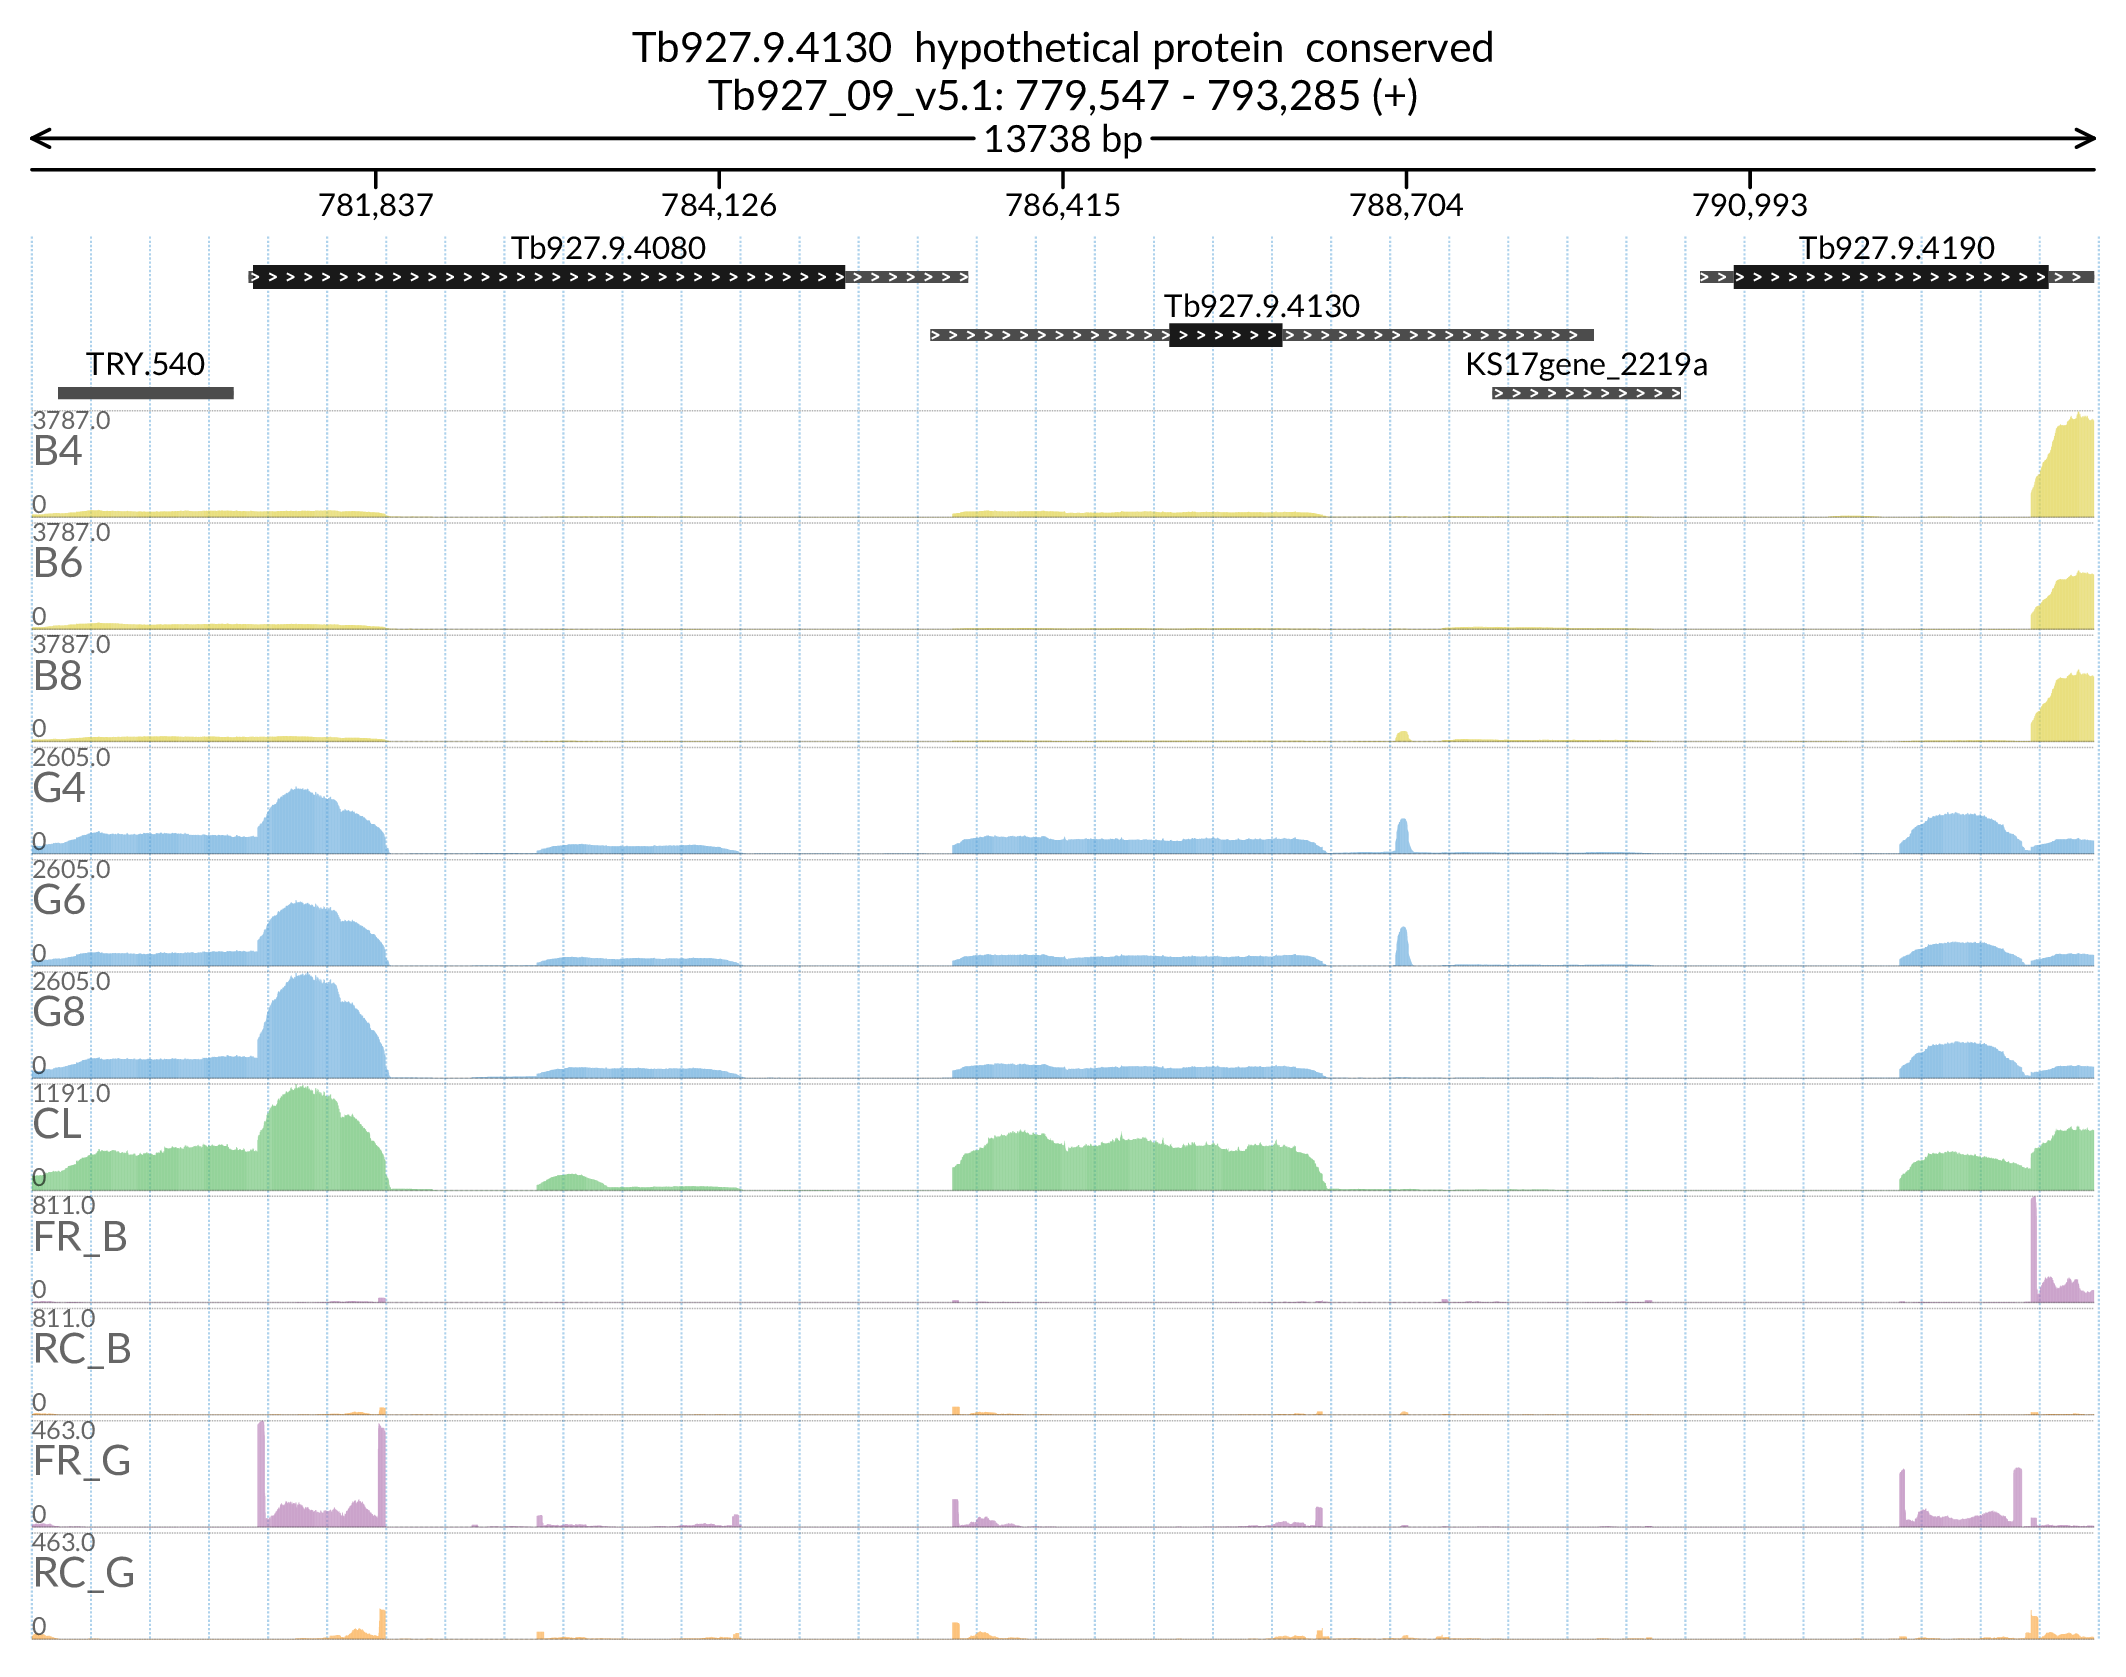 Tb927.9.4130  hypothetical protein  conserved
Tb927_09_v5.1: 779,547 - 793,285 (+)
13738 bp
781,837 784,126 786,415 788,704 790,993
Tb927.9.4080 Tb927.9.4190
Tb927.9.4130
TRY.540 KS17gene_2219a
3787.0
B4
0
3787.0
B6
0
3787.0
B8
0
2605.0
G4
0
2605.0
G6
0
2605.0
G8
0
1191.0
CL
0
811.0
FR_B
0
811.0
RC_B
0
463.0
FR_G
0
463.0
RC_G
0